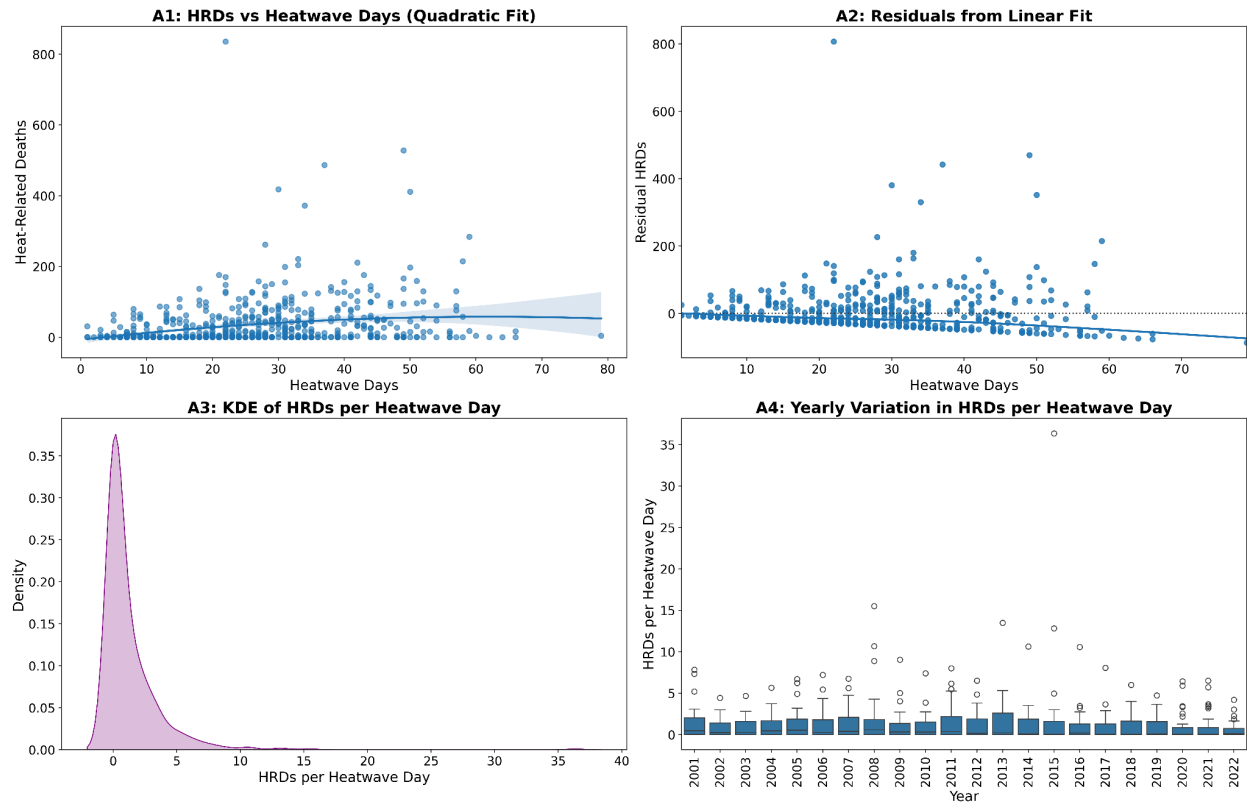 A1: HRDs vs Heatwave Days (Quadratic Fit)
800
600
400
200
0
Heat-Related Deaths
0 10 20 30 40 50 60 70 80
Heatwave Days
A2: Residuals from Linear Fit
800
600
400
200
0
Residual HRDs
10 20 30 40 50 60 70
Heatwave Days
A3: KDE of HRDs per Heatwave Day
0.35
0.30
0.25
0.20
0.15
0.10
0.05
0.00
Density
0 5 10 15 20 25 30 35 40
HRDs per Heatwave Day
A4: Yearly Variation in HRDs per Heatwave Day
35
30
25
20
15
10
5
0
HRDs per Heatwave Day
2001 2002 2003 2004 2005 2006 2007 2008 2009 2010 2011 2012 2013 2014 2015 2016 2017 2018 2019 2020 2021 2022
Year